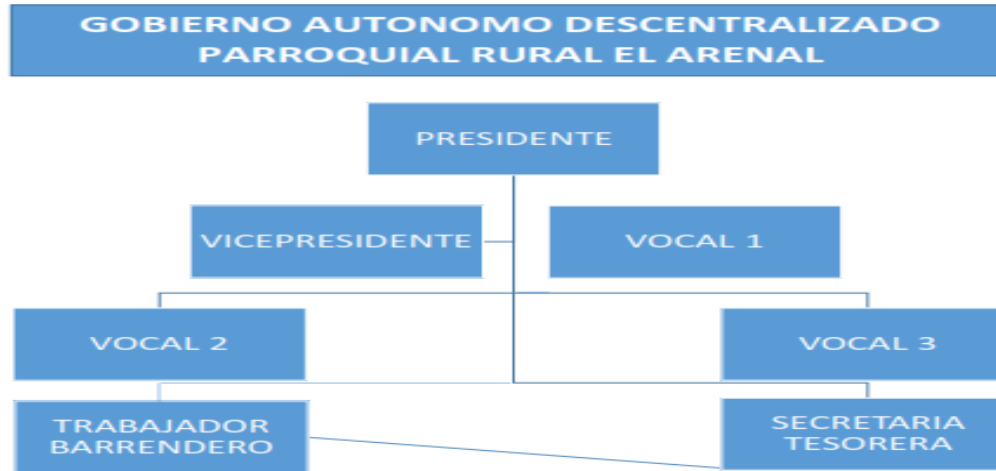 GOBIERNO AUTONOMO DESCENTRALIZADO
PARROQUIAL RURAL EL ARENAL
PRESIDENTE
VICEPRESIDENTE
VOCAL 1
VOCAL 2
VOCAL 3
TRABAJADOR
BARRENDERO
SECRETARIA
TESORERA